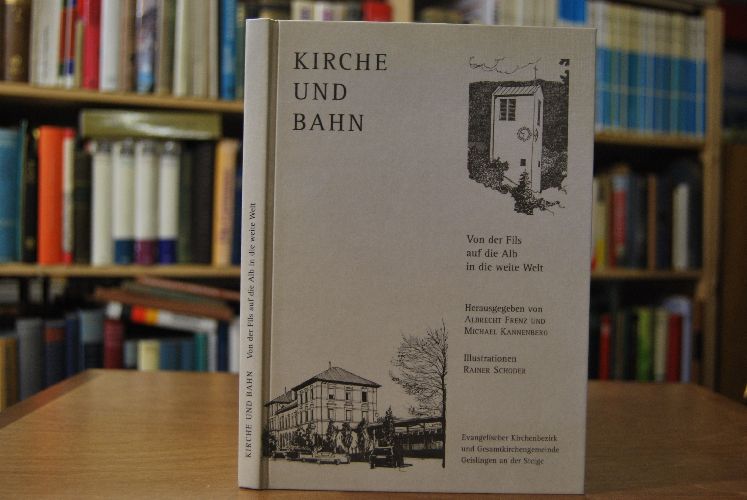 KIRCHE
UND
BAHN
Von der Fils
auf die Alb
in die weite Welt
Herausgegeben von
ALBRECHT FRENZ UND
MICHAEL KANNENBERG
Illustrationen
RAINER SCHODER
Evangelischer Kirchenbezirk
und Gesamtkirchengemeinde
Geislingen an der Steige
KIRCHE UND BAHN Von der Fils auf die Alb in die weite Welt